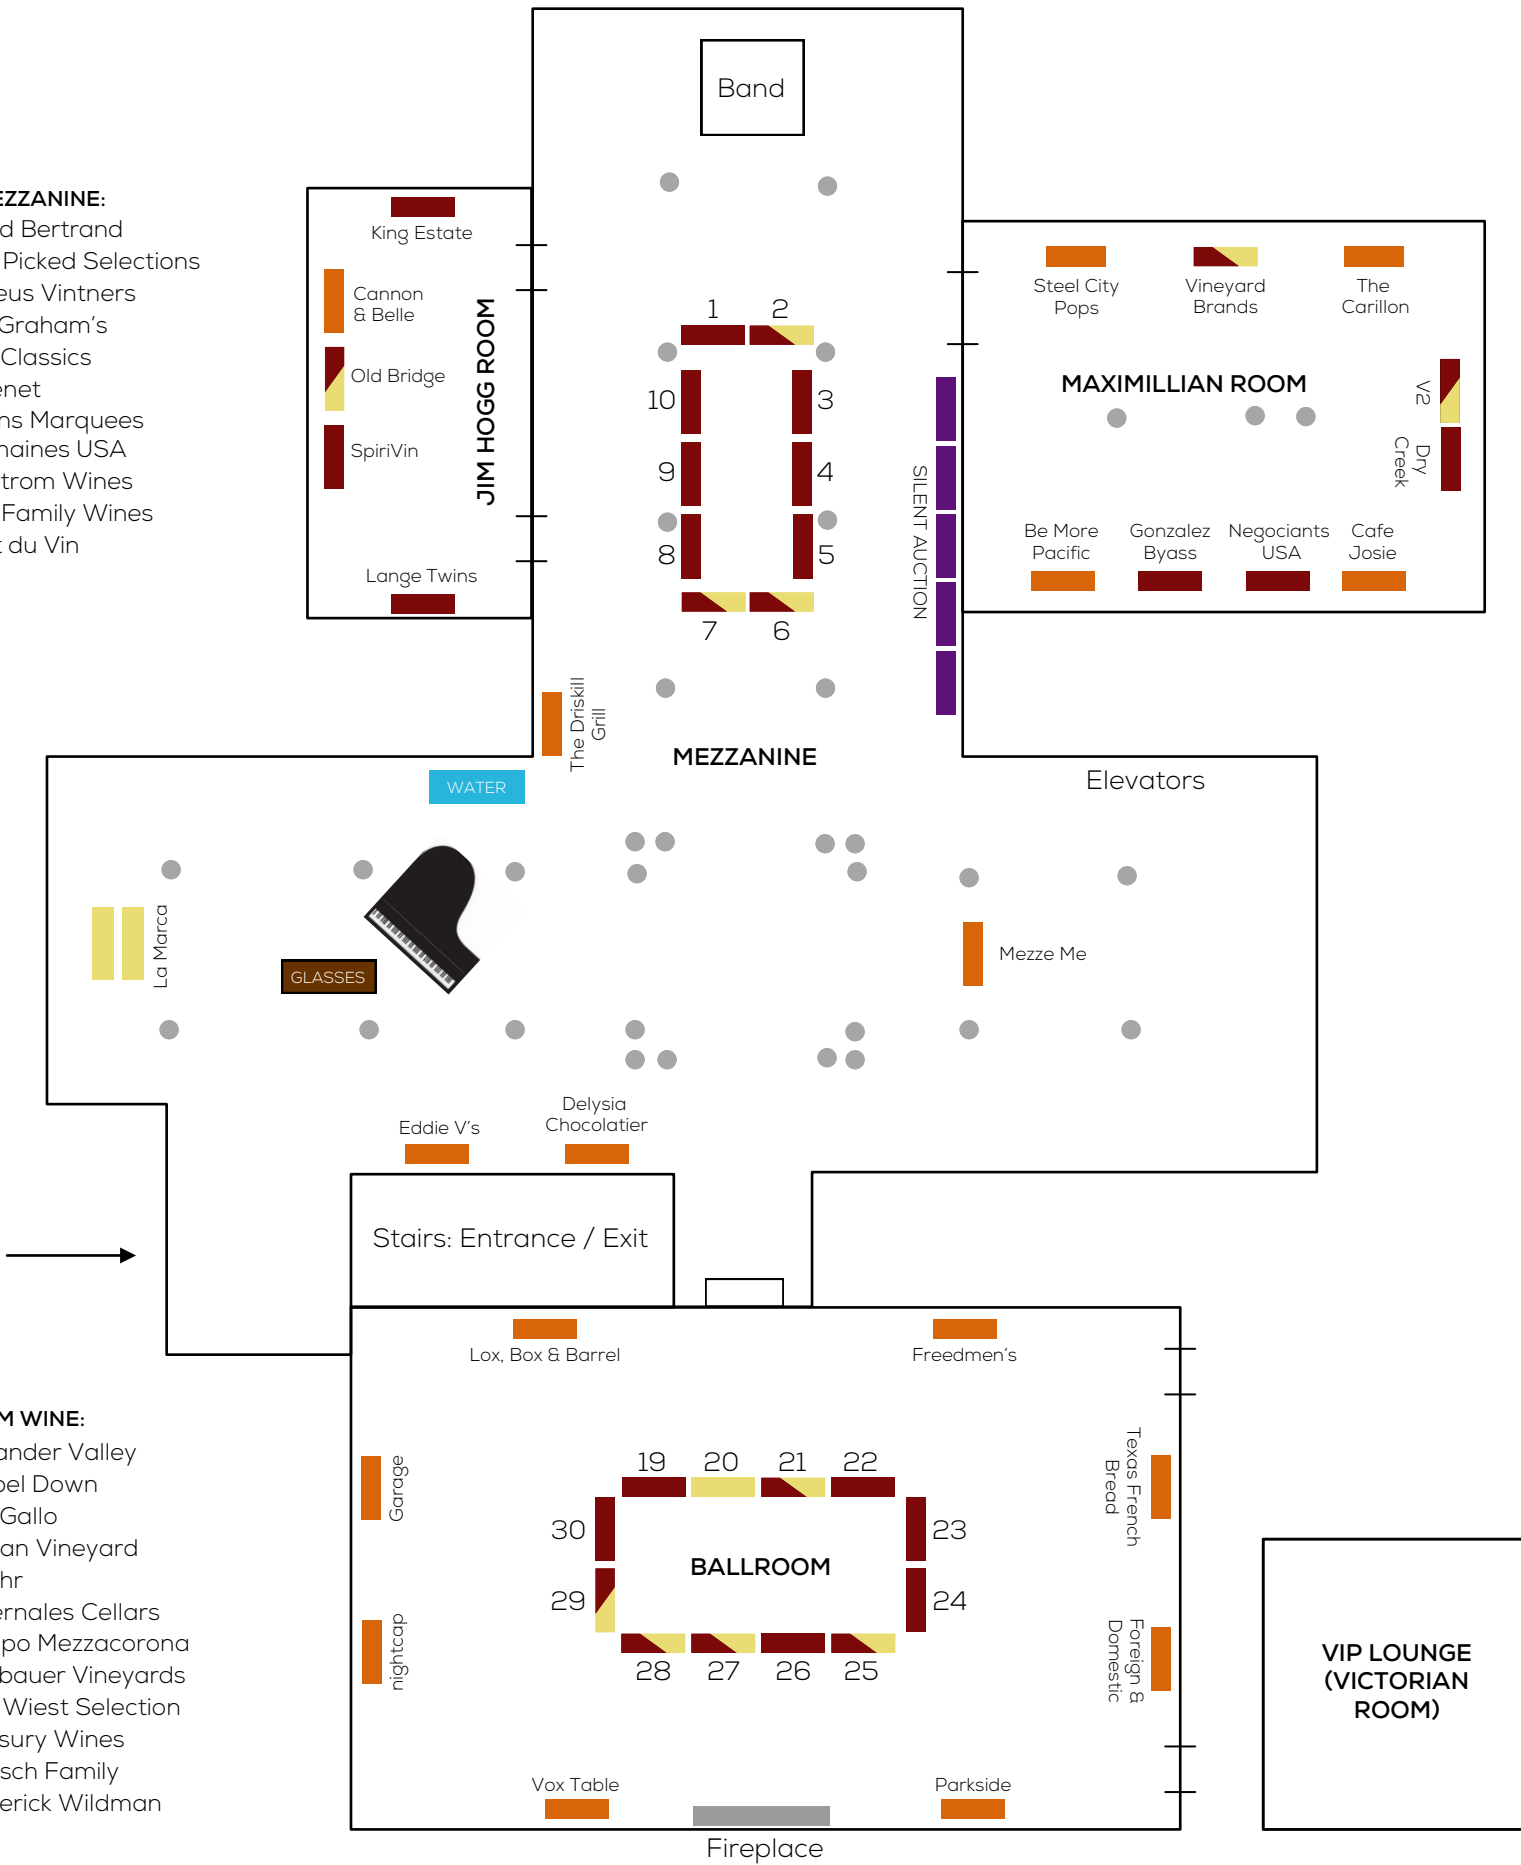 Band
EZZANINE:
d Bertrand
Picked Selections
eus Vintners
Graham's
Classics
enet
ns Marquees
naines USA
trom Wines
Family Wines
t du Vin
King Estate
Cannon
& Belle
Old Bridge
SpiriVin
Lange Twins
JIM HOGG ROOM
1
2
10
3
9
4
8
5
7
6
SILENT AUCTION
Steel City
Pops
Vineyard
Brands
The
Carillon
MAXIMILLIAN ROOM
V2
Dry
Creek
Be More
Pacific
Gonzalez
Byass
Negociants
USA
Cafe
Josie
The Driskill
Grill
MEZZANINE
Elevators
WATER
La Marca
GLASSES
Mezze Me
Eddie V's
Delysia
Chocolatier
Stairs: Entrance / Exit
Lox, Box & Barrel
Freedmen's
M WINE:
ander Valley
pel Down
Gallo
an Vineyard
hr
ernales Cellars
po Mezzacorona
bauer Vineyards
Wiest Selection
sury Wines
sch Family
erick Wildman
Garage
nightcap
19
20
21
22
30
23
29
24
BALLROOM
28
27
26
25
Texas French
Bread
Foreign &
Domestic
Vox Table
Parkside
Fireplace
VIP LOUNGE
(VICTORIAN
ROOM)